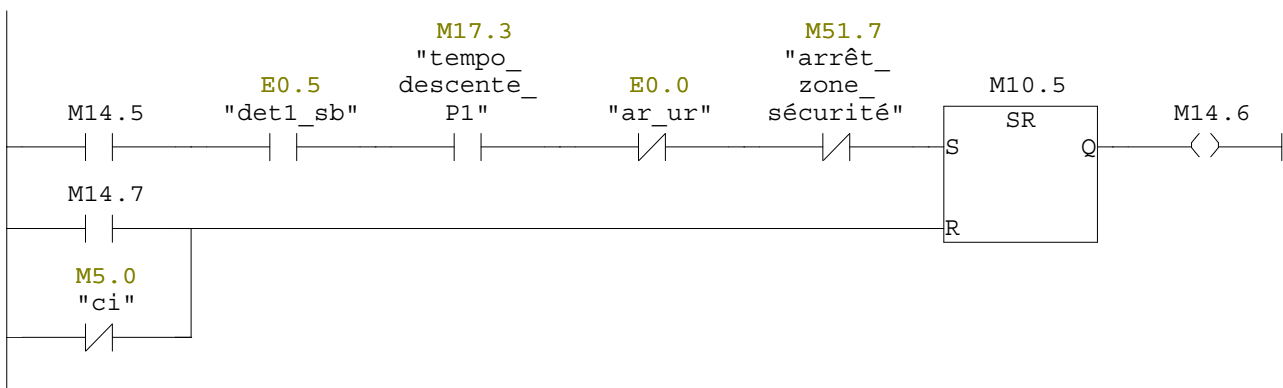 M17.3
M51.7
"tempo_
"arrêt_
E0.5
descente_
E0.0
zone_
M10.5
M14.5
"det1_sb"
P1"
"ar_ur"
sécurité"
SR
M14.6
S
Q
M14.7
R
M5.0
"ci"